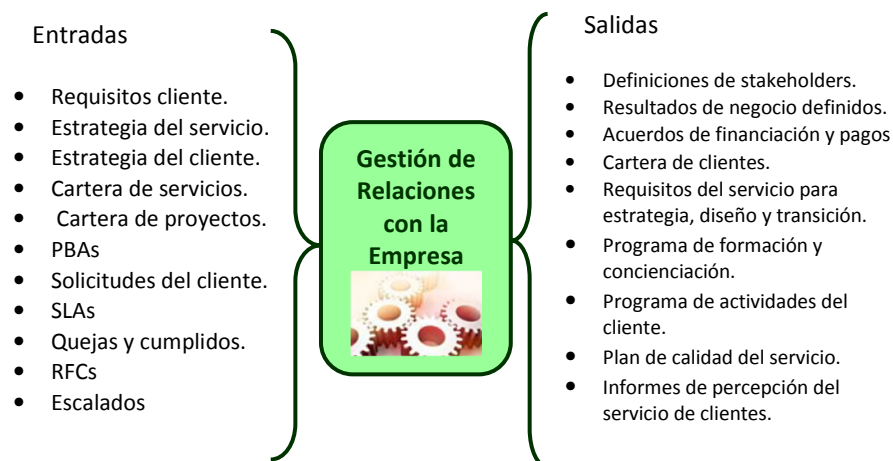 Entradas
• Requisitos cliente.
• Estrategia del servicio.
• Estrategia del cliente.
• Cartera de servicios.
• Cartera de proyectos.
• PBAs
• Solicitudes del cliente.
• SLAs
• Quejas y cumplidos.
• RFCs
• Escalados
Gestión de
Relaciones
con la
Empresa
Salidas
• Definiciones de stakeholders.
• Resultados de negocio definidos.
• Acuerdos de financiación y pagos
• Cartera de clientes.
• Requisitos del servicio para
estrategia, diseño y transición.
• Programa de formación y
concienciación.
• Programa de actividades del
cliente.
• Plan de calidad del servicio.
• Informes de percepción del
servicio de clientes.